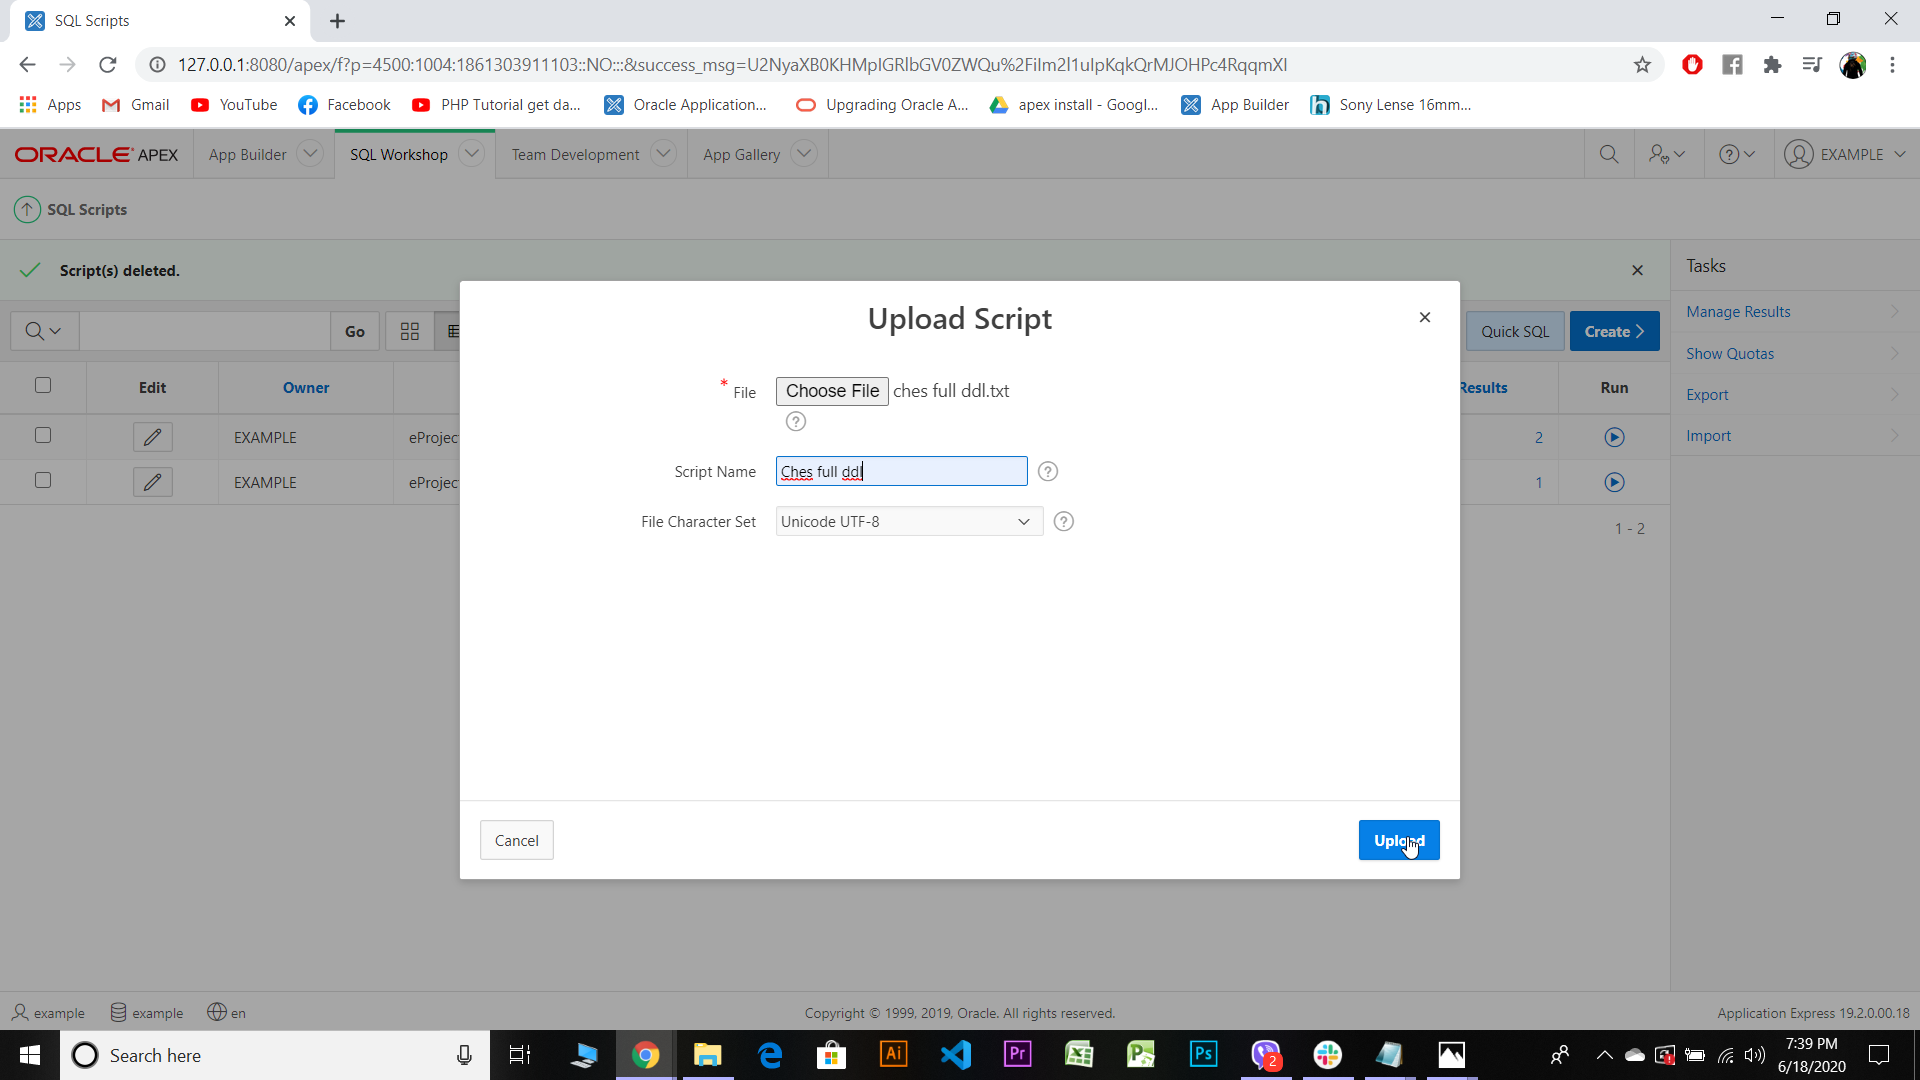 SQL Scripts
127.0.0.1:8080/apex/f?p=4500:1004:1861303911103::NO:::&success_msg=U2NyaXB0KHMpIGRlbGV0ZWQu%2FiIm2l1uIpKqkQrMJOHPc4RqqmXI
Apps Gmail YouTube Facebook PHP Tutorial get da... Oracle Application... Upgrading Oracle A... apex install - Googl... App Builder Sony Lense 16mm...
ORACLE APEX App Builder SQL Workshop Team Development App Gallery EXAMPLE
SQL Scripts
Script(s) deleted.
Tasks
Manage Results
Show Quotas
Export
Import
Go Quick SQL Create
Edit Owner Results Run
EXAMPLE eProjec 2
EXAMPLE eProjec 1
1 - 2
Upload Script
* File Choose File ches full ddl.txt
Script Name Ches full ddl
File Character Set Unicode UTF-8
Cancel Upload
example example en Copyright © 1999, 2019, Oracle. All rights reserved. Application Express 19.2.0.00.18
Search here 2 7:39 PM
6/18/2020